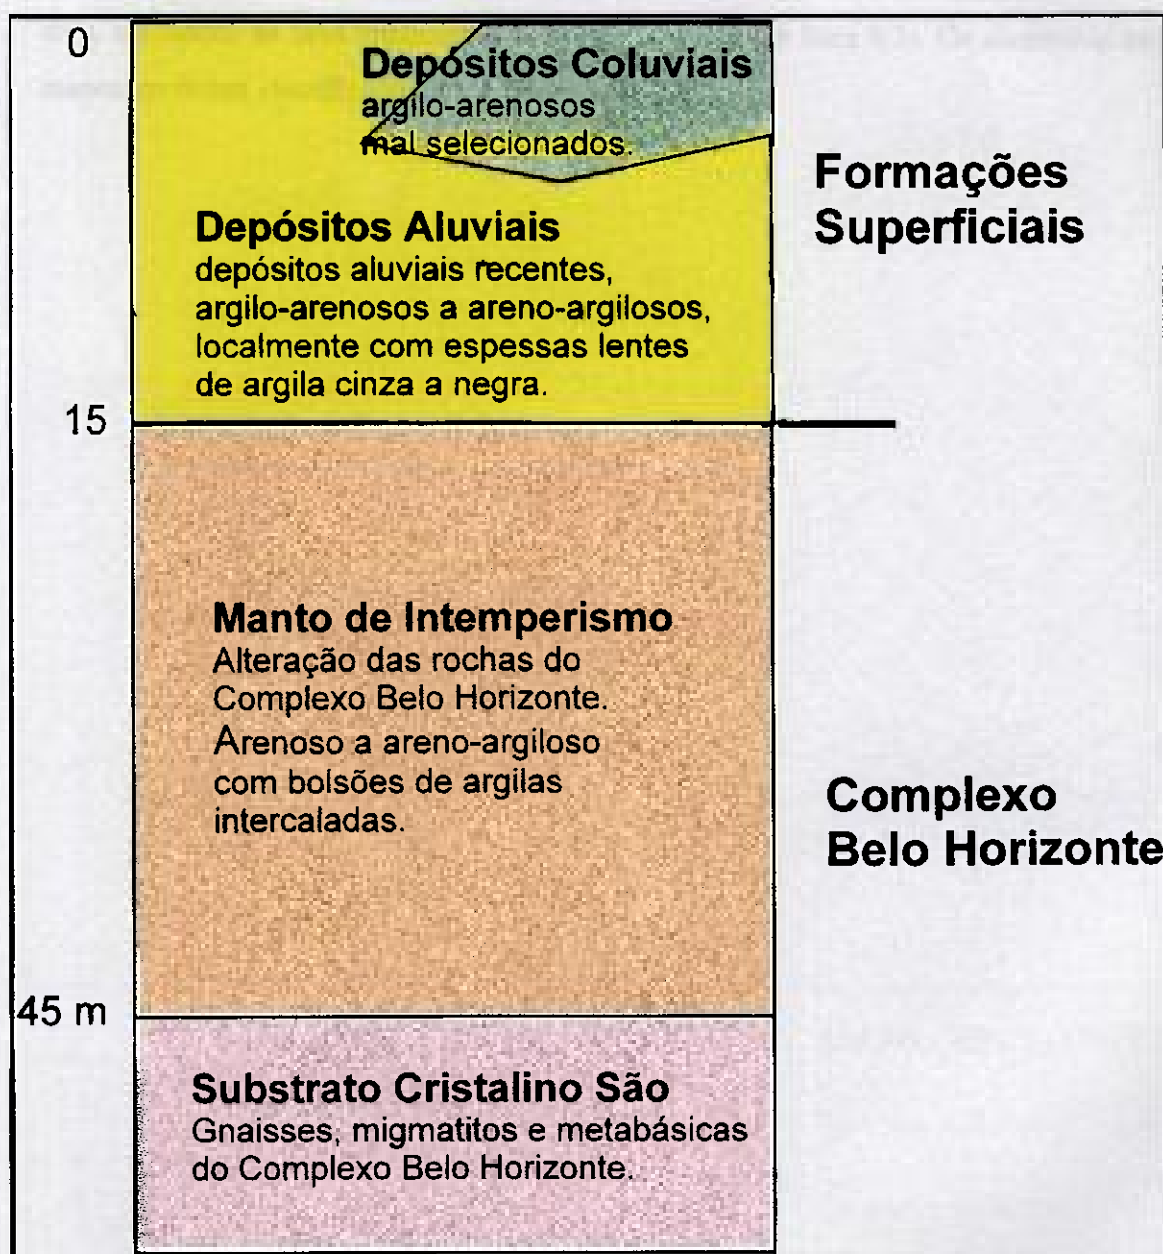 0
Depósitos Coluviais
argilo-arenosos
mal selecionados.
Formações
Superficiais
Depósitos Aluviais
depósitos aluviais recentes,
argilo-arenosos a areno-argilosos,
localmente com espessas lentes
de argila cinza a negra.
15
Manto de Intemperismo
Alteração das rochas do
Complexo Belo Horizonte.
Arenoso a areno-argiloso
com bolsões de argilas
intercaladas.
Complexo
Belo Horizonte
45 m
Substrato Cristalino São
Gnaisses, migmatitos e metabásicas
do Complexo Belo Horizonte.